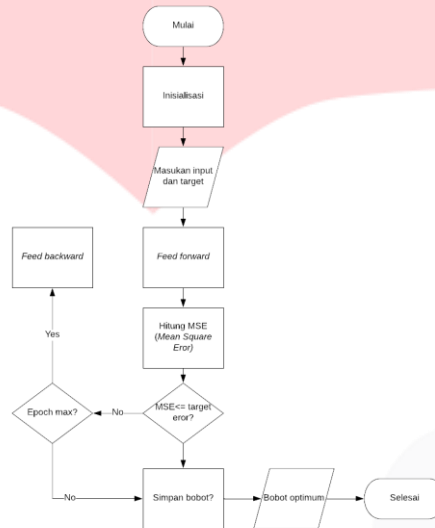 Mulai
Inisialisasi
Masukan input
dan target
Feed backward
Feed forward
Hitung MSE
(Mean Square
Eror)
Yes
Epoch max?
No
MSE<= target
eror?
No
Simpan bobot?
Bobot optimum
Selesai